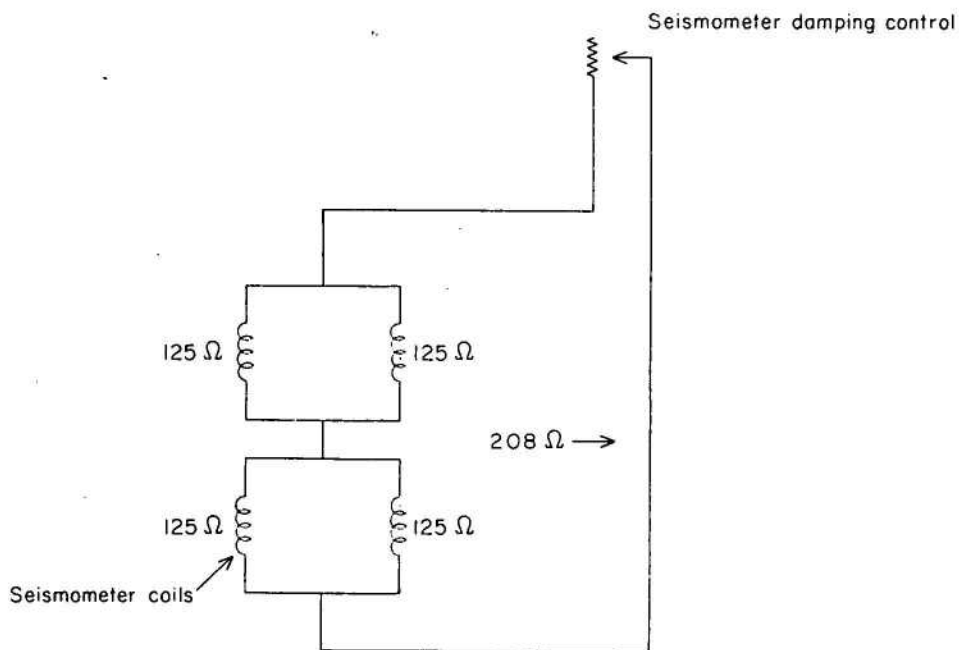 Seismometer damping control
125 Ω
125 Ω
208 Ω
125 Ω
125 Ω
Seismometer coils